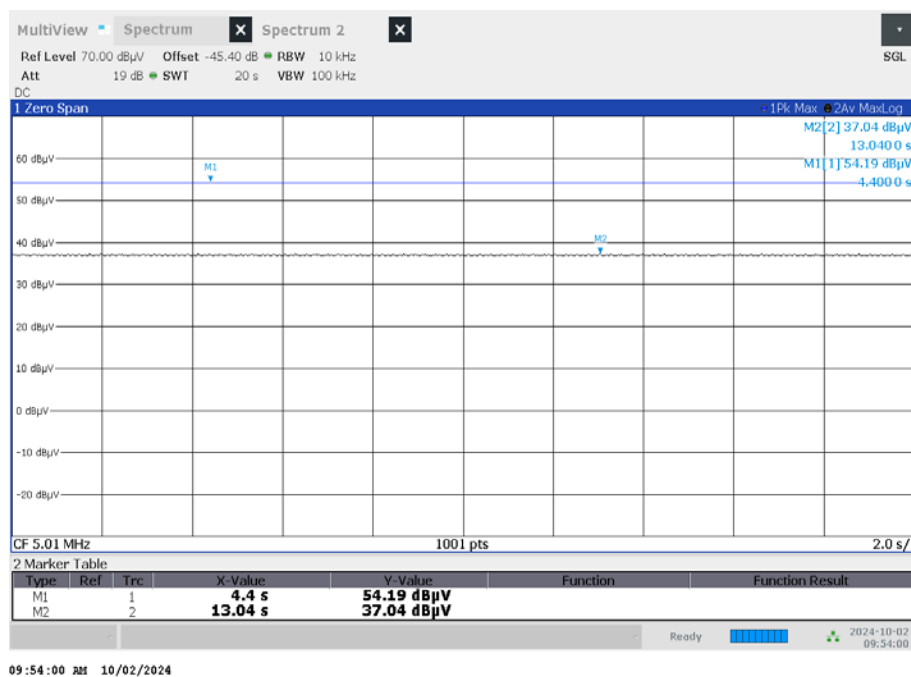 MultiView Spectrum X Spectrum 2 X
Ref Level 70.00 dBµV Offset -45.40 dB RBW 10 kHz SGL
Att 19 dB SWT 20 s VBW 100 kHz
DC
1 Zero Span 1Pk Max 2Av MaxLog
M2[2] 37.04 dBµV
13.0400 s
M1[1] 54.19 dBµV
4.4000 s
60 dBµV
M1
50 dBµV
40 dBµV
M2
30 dBµV
20 dBµV
10 dBµV
0 dBµV
-10 dBµV
-20 dBµV
CF 5.01 MHz 1001 pts 2.0 s/
2 Marker Table
Type Ref Trc X-Value Y-Value Function Function Result
M1 1 4.4 s 54.19 dBµV
M2 2 13.04 s 37.04 dBµV
Ready 2024-10-02
09:54:00
09:54:00 AM 10/02/2024